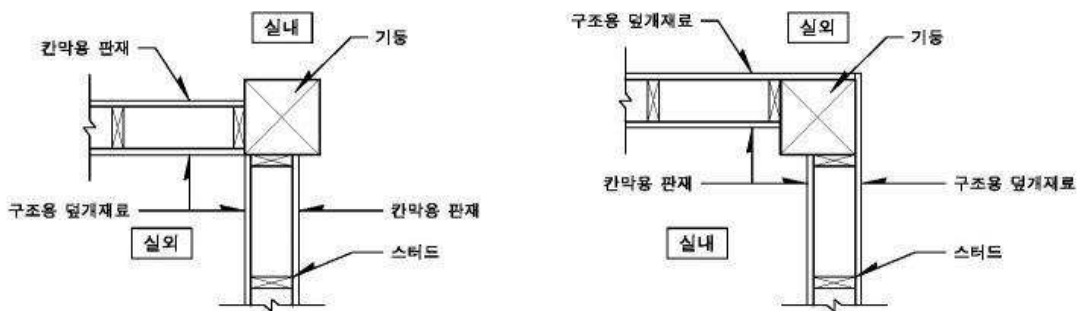 실내
칸막용 판재
기둥
구조용 덮개재료
칸막용 판재
실외
스터드
구조용 덮개재료
실외
기둥
칸막용 판재
구조용 덮개재료
실내
스터드